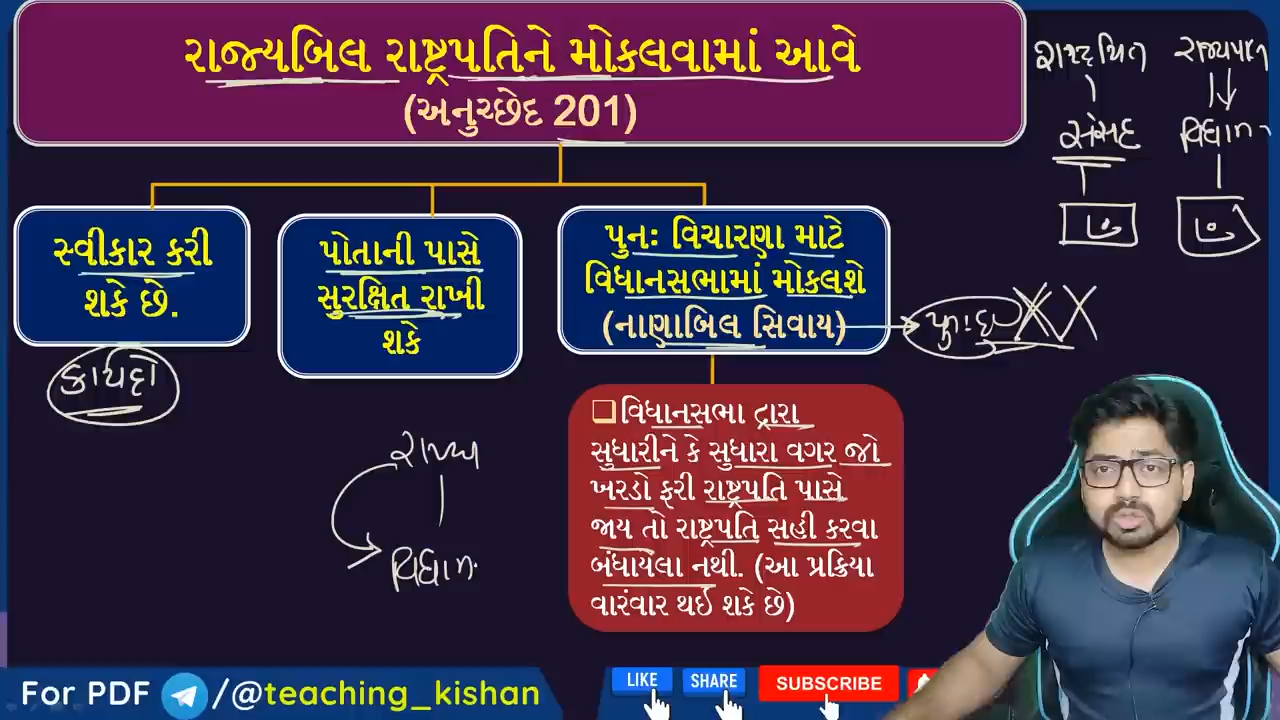 રાજ્યબિલ રાષ્ટ્રપતિને મોકલવામાં આવે
(અનુચ્છેદ 201)
સ્વીકાર કરી
શકે છે.
પોતાની પાસે
સુરક્ષિત રાખી
શકે
પુનઃ વિચારણા માટે
વિધાનસભામાં મોકલશે
(નાણાબિલ સિવાય)
❑વિધાનસભા દ્વારા
સુધારીને કે સુધારા વગર જો
ખરડો ફરી રાષ્ટ્રપતિ પાસે
જાય તો રાષ્ટ્રપતિ સહી કરવા
બંધાયેલા નથી. (આ પ્રક્રિયા
વારંવાર થઇ શકે છે)
કાયદો
રાજ્ય
વિધાન
સંસદ
વિધાન
For PDF /@teaching_kishan
LIKE
SHARE
SUBSCRIBE